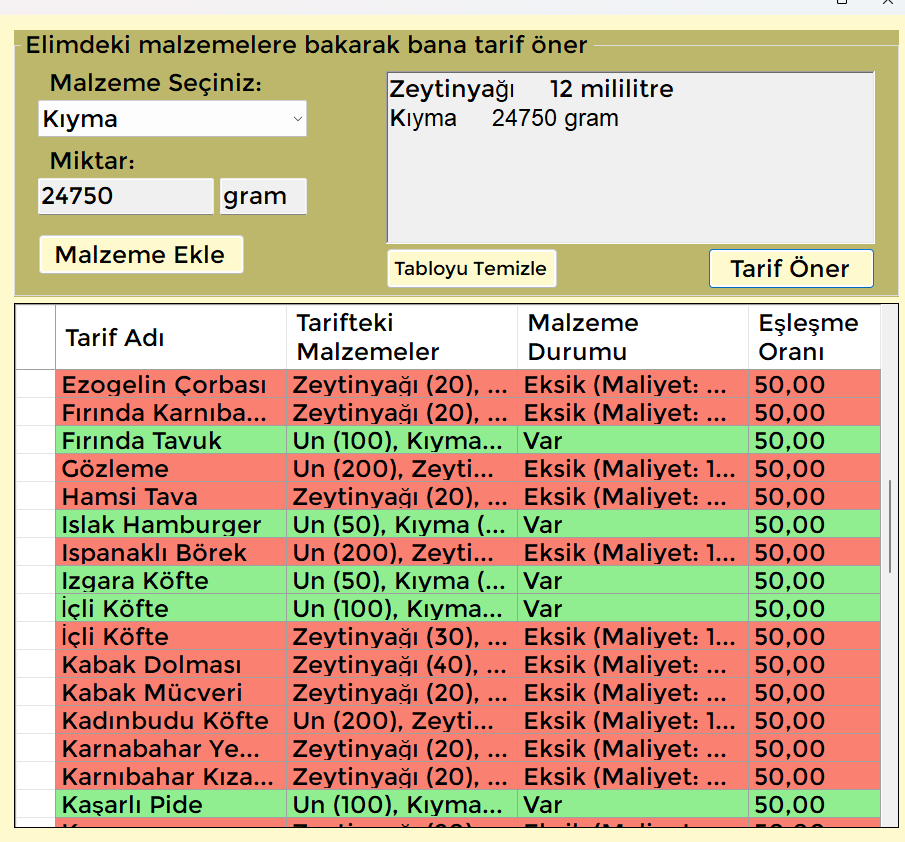 Elimdeki malzemelere bakarak bana tarif öner
Malzeme Seçiniz:
Kıyma
Miktar:
24750 gram
Malzeme Ekle
Zeytinyağı 12 mililitre
Kıyma 24750 gram
Tabloyu Temizle
Tarif Öner
Tarif Adı Tarifteki Malzemeler Malzeme Durumu Eşleşme Oranı
Ezogelin Çorbası Zeytinyağı (20), ... Eksik (Maliyet: ... 50,00
Fırında Karnıba... Zeytinyağı (20), ... Eksik (Maliyet: ... 50,00
Fırında Tavuk Un (100), Kıyma... Var 50,00
Gözleme Un (200), Zeyti... Eksik (Maliyet: 1... 50,00
Hamsi Tava Zeytinyağı (20), ... Eksik (Maliyet: ... 50,00
Islak Hamburger Un (50), Kıyma (... Var 50,00
Ispanaklı Börek Un (200), Zeyti... Eksik (Maliyet: 1... 50,00
Izgara Köfte Un (50), Kıyma (... Var 50,00
İçli Köfte Un (100), Kıyma... Var 50,00
İçli Köfte Zeytinyağı (30), ... Eksik (Maliyet: 1... 50,00
Kabak Dolması Zeytinyağı (40), ... Eksik (Maliyet: ... 50,00
Kabak Mücveri Zeytinyağı (20), ... Eksik (Maliyet: ... 50,00
Kadınbudu Köfte Un (200), Zeyti... Eksik (Maliyet: 1... 50,00
Karnabahar Ye... Zeytinyağı (20), ... Eksik (Maliyet: ... 50,00
Karnıbahar Kıza... Zeytinyağı (20), ... Eksik (Maliyet: ... 50,00
Kaşarlı Pide Un (100), Kıyma... Var 50,00